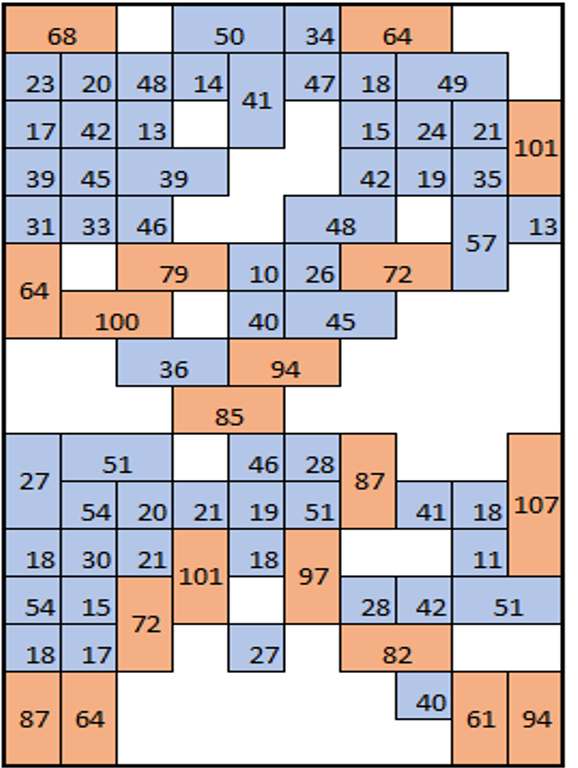 68 50 34 64
23 20 48 14 41 47 18 49
17 42 13 15 24 21 101
39 45 39 42 19 35
31 33 46 48 57 13
64 79 10 26 72
100 40 45
36 94
85
27 51 46 28 87 107
54 20 21 19 51 41 18
18 30 21 101 18 97 11
54 15 72 28 42 51
18 17 27 82
87 64 40 61 94